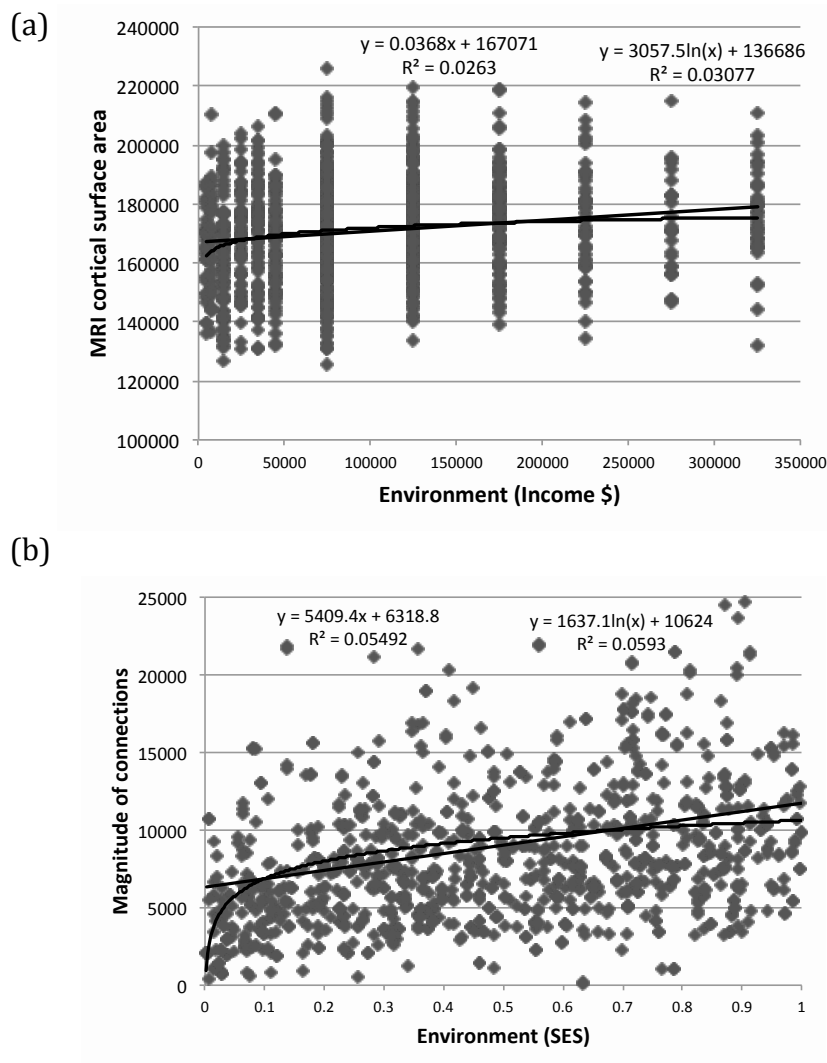 (a)
240000
220000
200000
180000
160000
140000
120000
100000
MRI cortical surface area
y = 0.0368x + 167071
R² = 0.0263
y = 3057.5ln(x) + 136686
R² = 0.03077
0 50000 100000 150000 200000 250000 300000 350000
Environment (Income $)
(b)
25000
20000
15000
10000
5000
0
Magnitude of connections
y = 5409.4x + 6318.8
R² = 0.05492
y = 1637.1ln(x) + 10624
R² = 0.0593
0 0.1 0.2 0.3 0.4 0.5 0.6 0.7 0.8 0.9 1
Environment (SES)